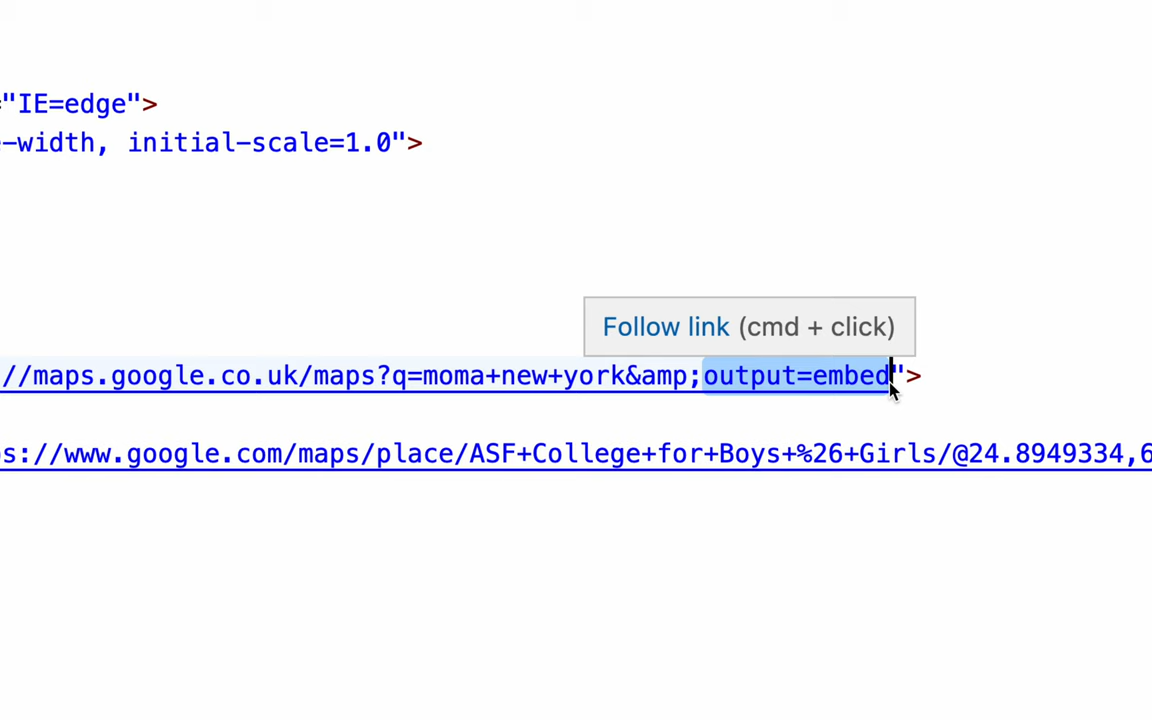 ="IE=edge">
e-width, initial-scale=1.0">
Follow link (cmd + click)
://maps.google.co.uk/maps?q=moma+new+york&amp;output=embed">
ps://www.google.com/maps/place/ASF+College+for+Boys+%26+Girls/@24.8949334,6